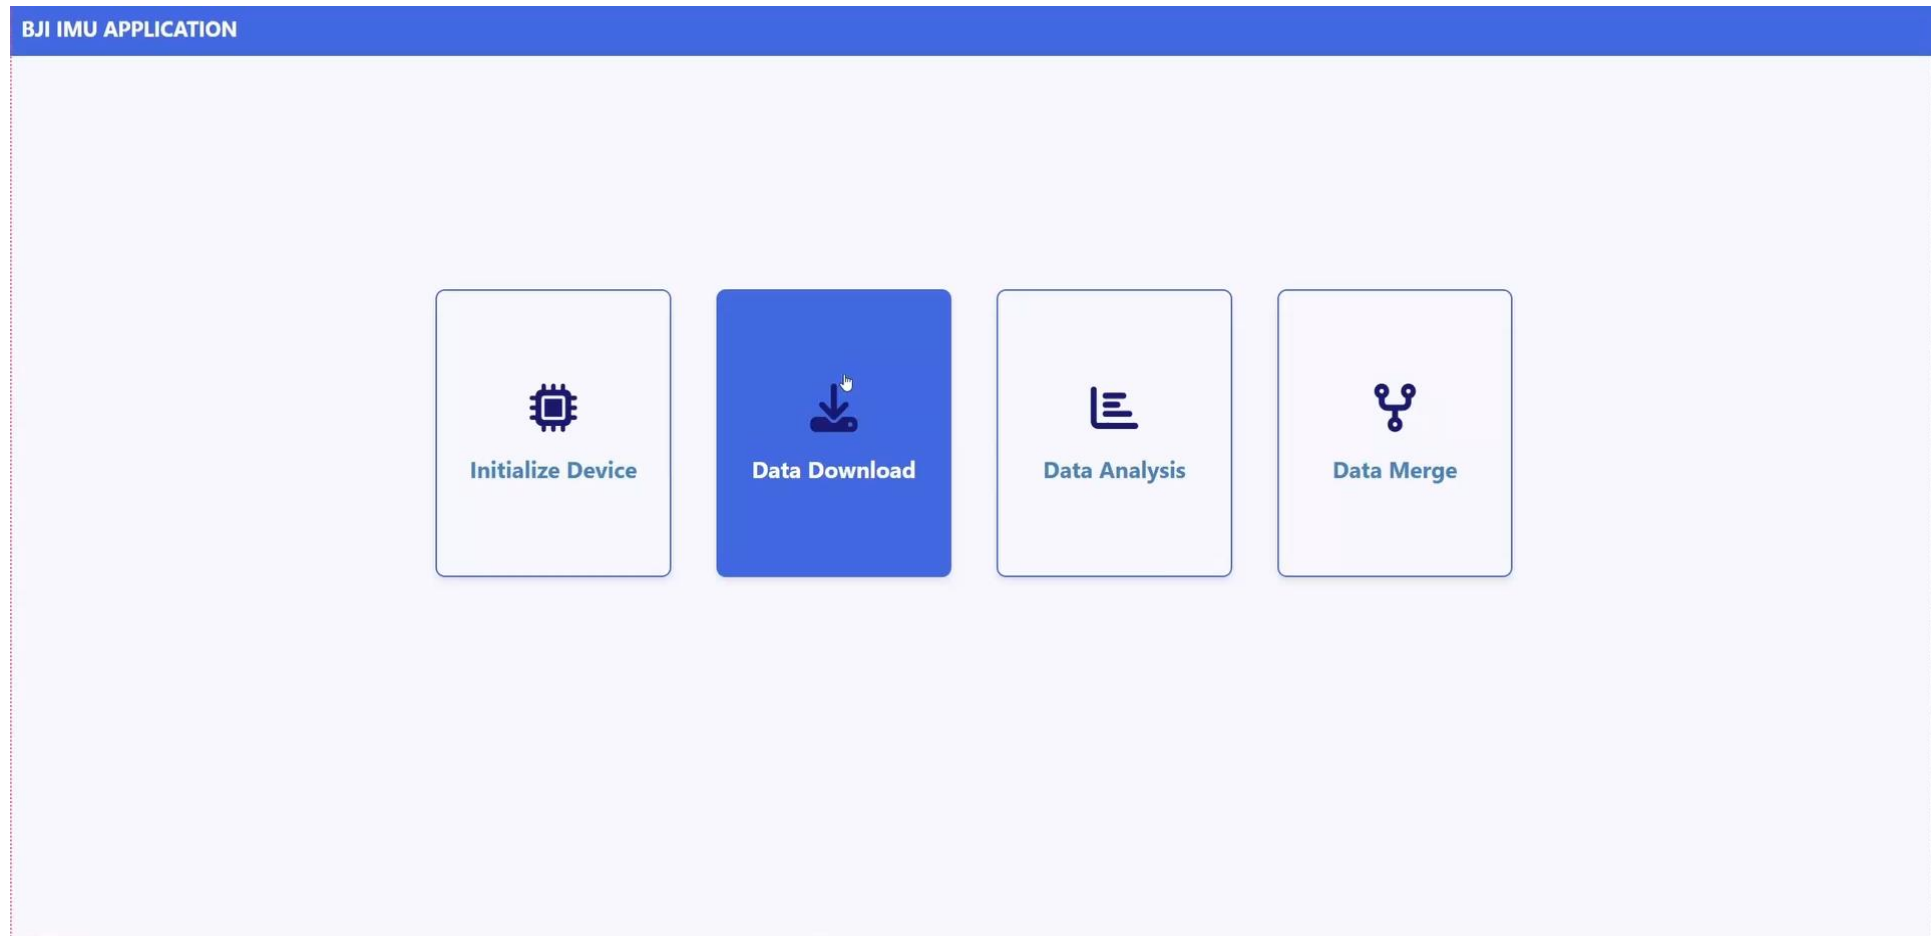 BJI IMU APPLICATION
Initialize Device
Data Download
Data Analysis
Data Merge